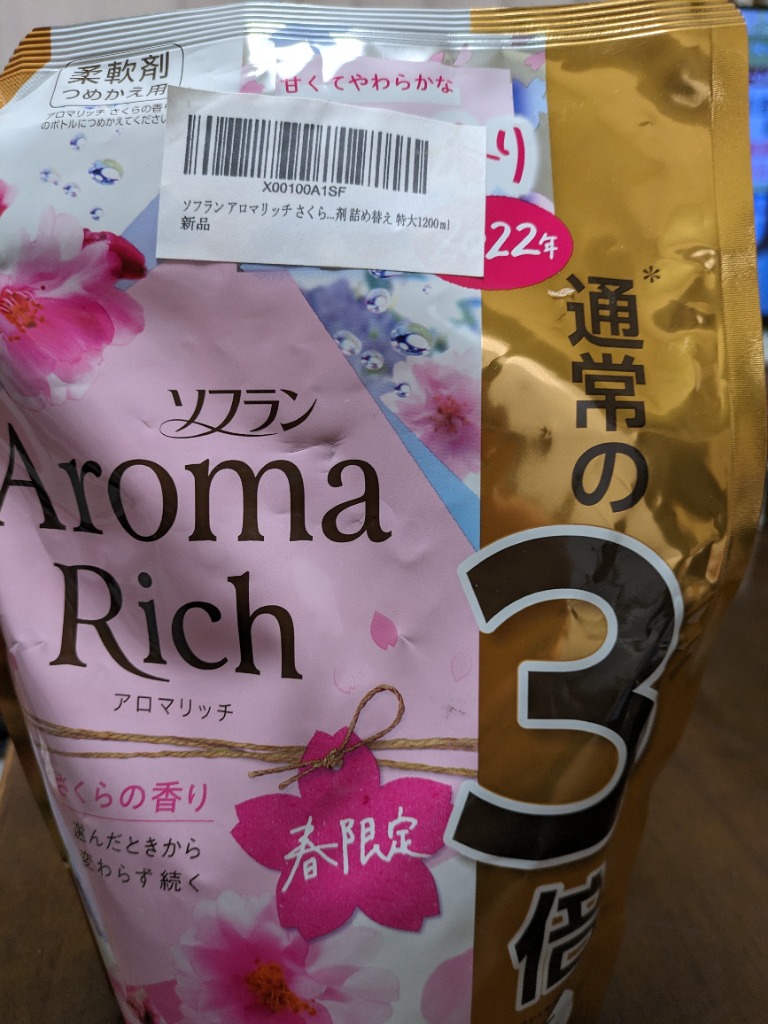 柔軟剤
つめかえ用
アロマリッチ さくらの香り
のボトルにつめかえてください
甘くてやわらかな
り
X00100A1SF
ソフラン アロマリッチ さくら...剤 詰め替え 特大1200ml
新品
22年
通常の*
3
倍
ソフラン
Aroma
Rich
アロマリッチ
さくらの香り
選んだときから
変わらず続く
春限定